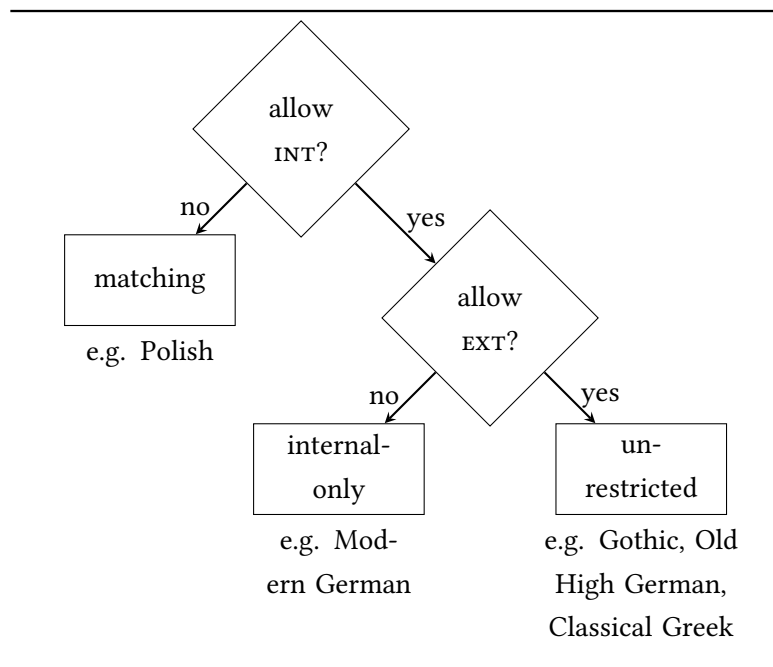 allow
INT?
no
yes
matching
e.g. Polish
allow
EXT?
no
yes
internal-
only
e.g. Mod-
ern German
un-
restricted
e.g. Gothic, Old
High German,
Classical Greek